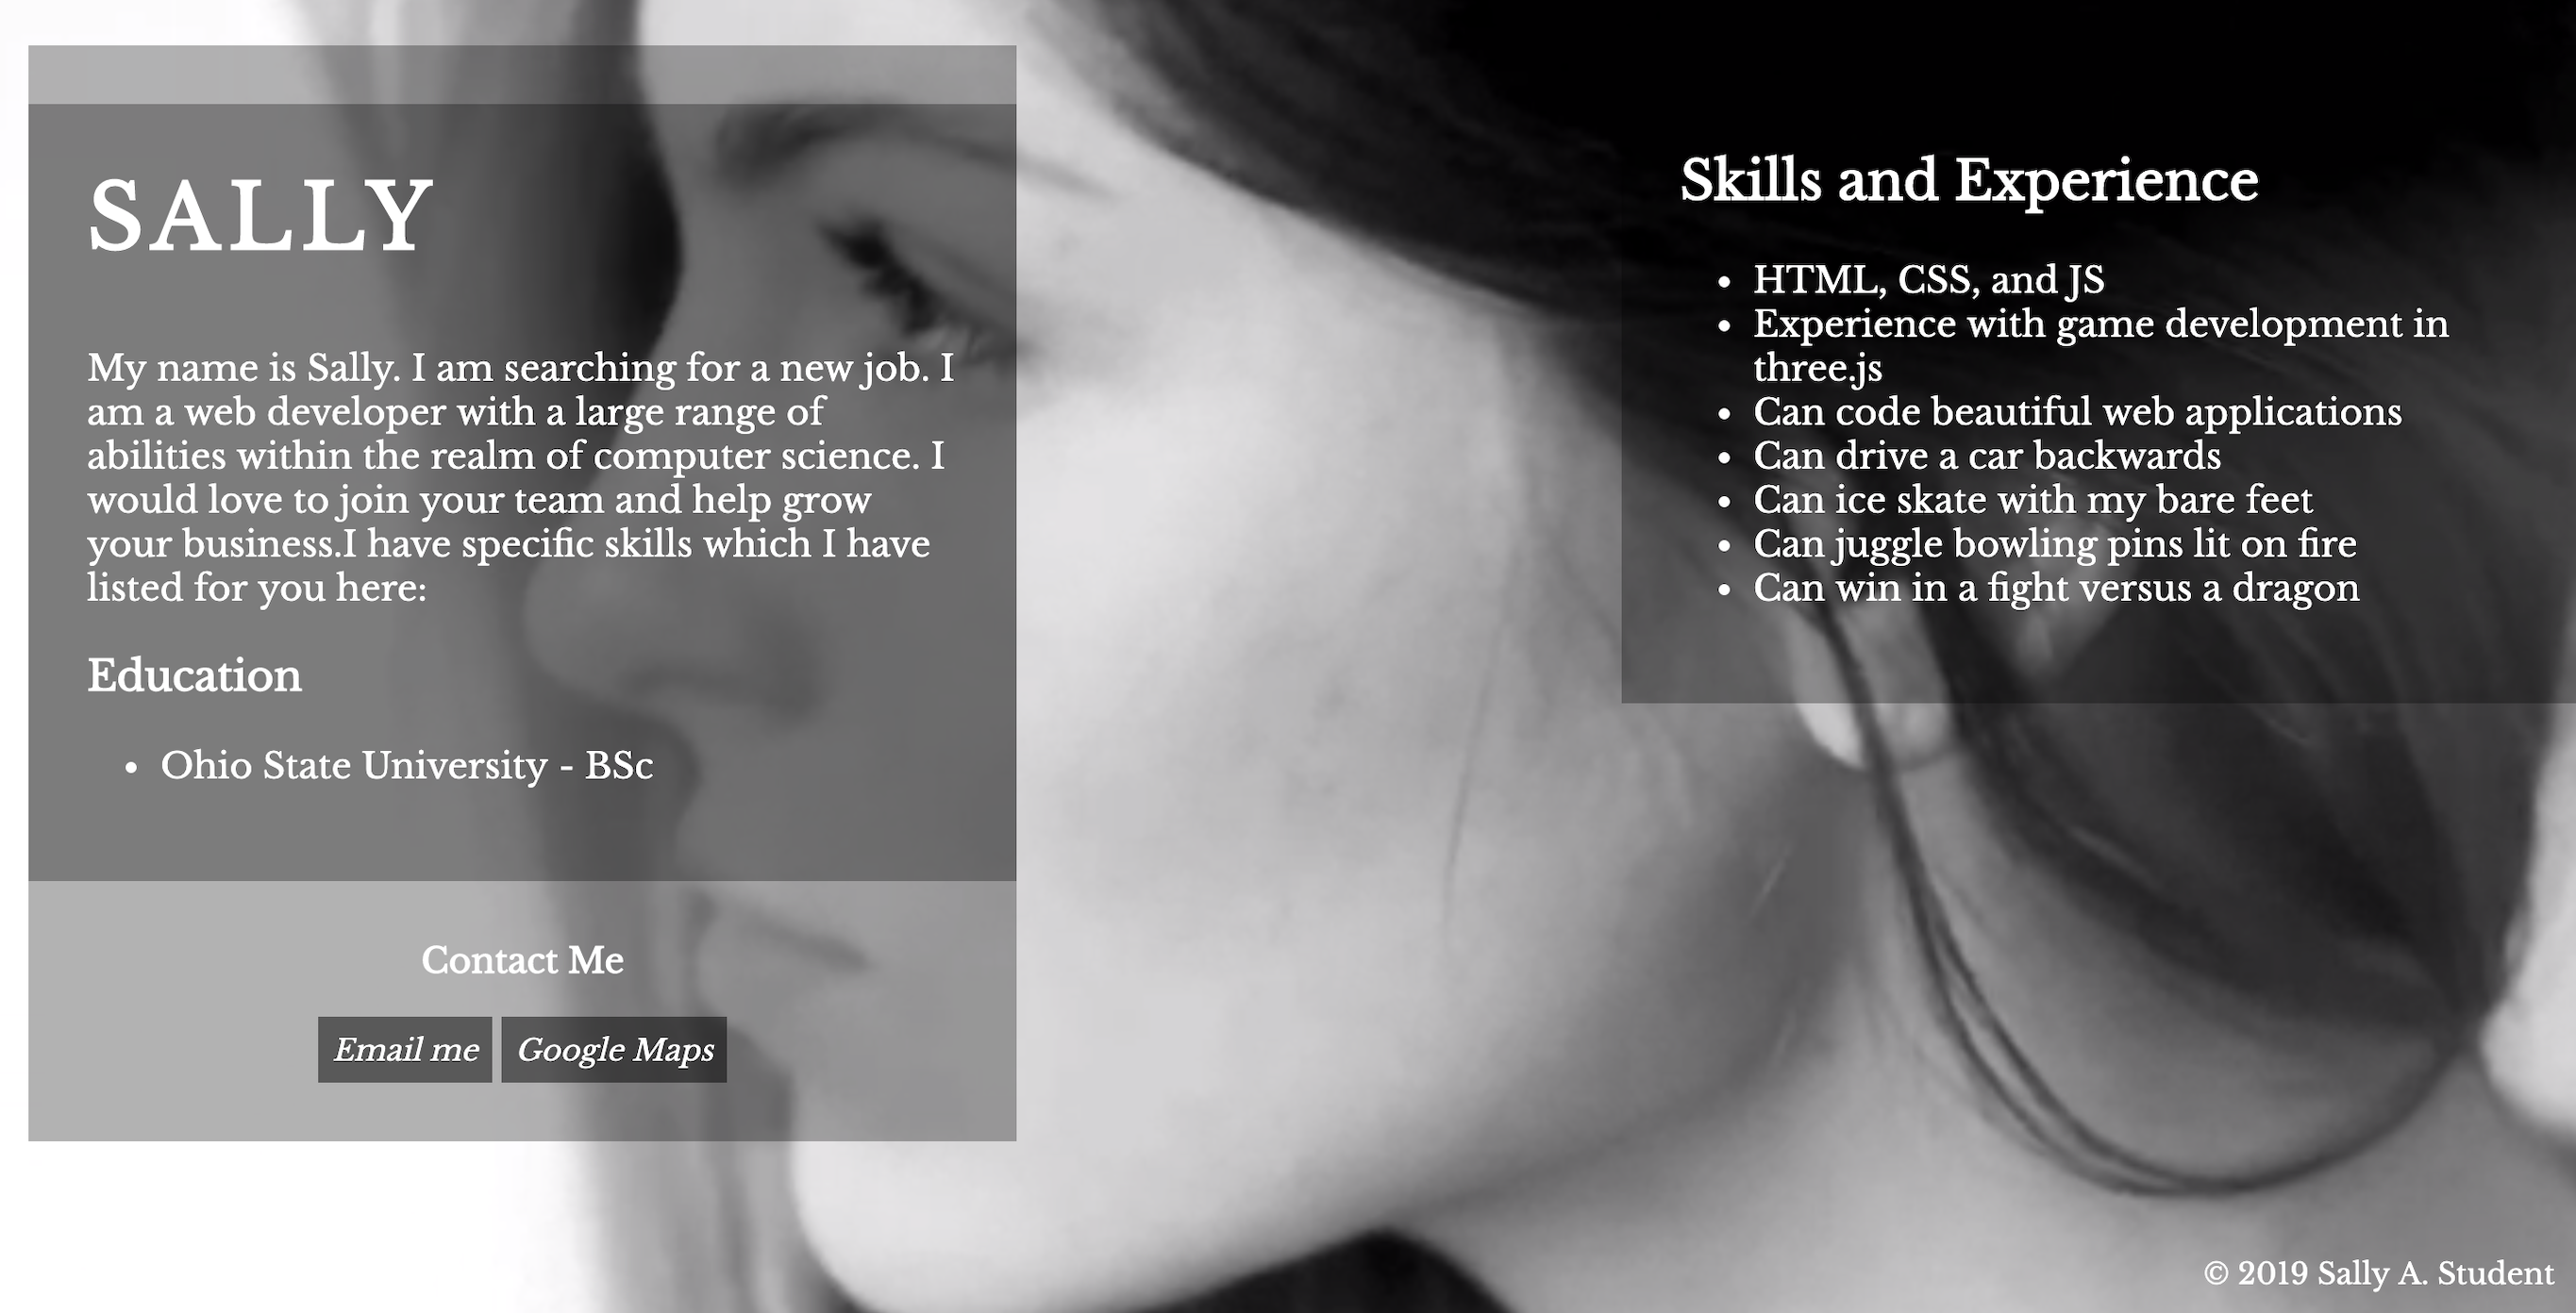 SALLY
My name is Sally. I am searching for a new job. I
am a web developer with a large range of
abilities within the realm of computer science. I
would love to join your team and help grow
your business.I have specific skills which I have
listed for you here:
Education
• Ohio State University - BSc
Contact Me
Email me Google Maps
Skills and Experience
• HTML, CSS, and JS
• Experience with game development in
three.js
• Can code beautiful web applications
• Can drive a car backwards
• Can ice skate with my bare feet
• Can juggle bowling pins lit on fire
• Can win in a fight versus a dragon
© 2019 Sally A. Student